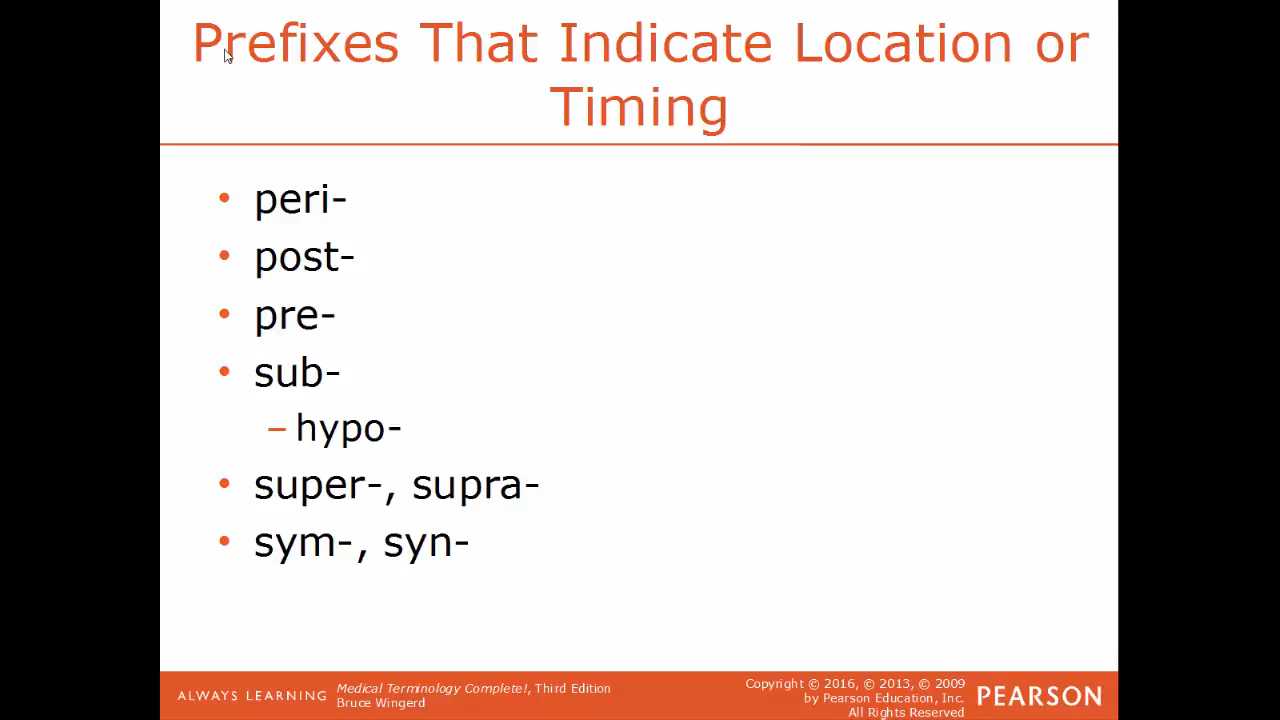 Prefixes That Indicate Location or
Timing
• peri-
• post-
• pre-
• sub-
– hypo-
• super-, supra-
• sym-, syn-
ALWAYS LEARNING
Medical Terminology Complete!, Third Edition
Bruce Wingerd
Copyright © 2016, © 2013, © 2009
by Pearson Education, Inc.
All Rights Reserved
PEARSON